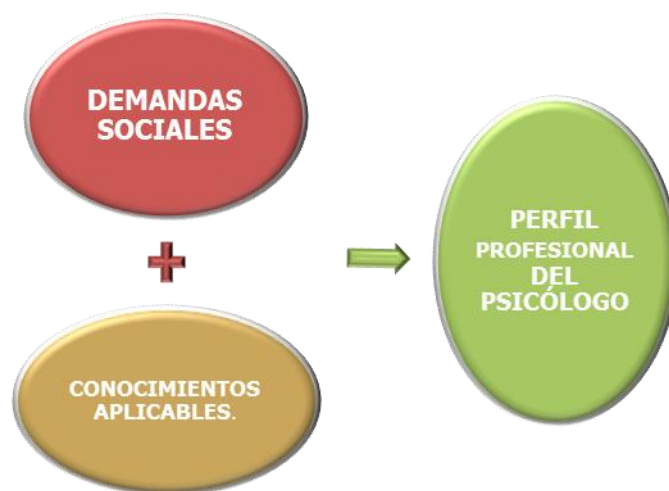 DEMANDAS
SOCIALES
+
CONOCIMIENTOS
APLICABLES.
PERFIL
PROFESIONAL
DEL
PSICÓLOGO